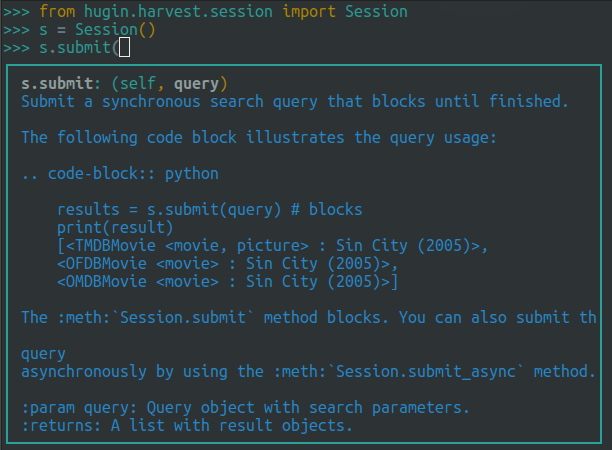 >>> from hugin.harvest.session import Session
>>> s = Session()
>>> s.submit(
s.submit: (self, query)
Submit a synchronous search query that blocks until finished.
The following code block illustrates the query usage:
.. code-block:: python
results = s.submit(query) # blocks
print(result)
[<TMDBMovie <movie, picture> : Sin City (2005)>,
<OFDBMovie <movie> : Sin City (2005)>,
<OMDBMovie <movie> : Sin City (2005)>]
The :meth:`Session.submit` method blocks. You can also submit th
query
asynchronously by using the :meth:`Session.submit_async` method.
:param query: Query object with search parameters.
:returns: A list with result objects.